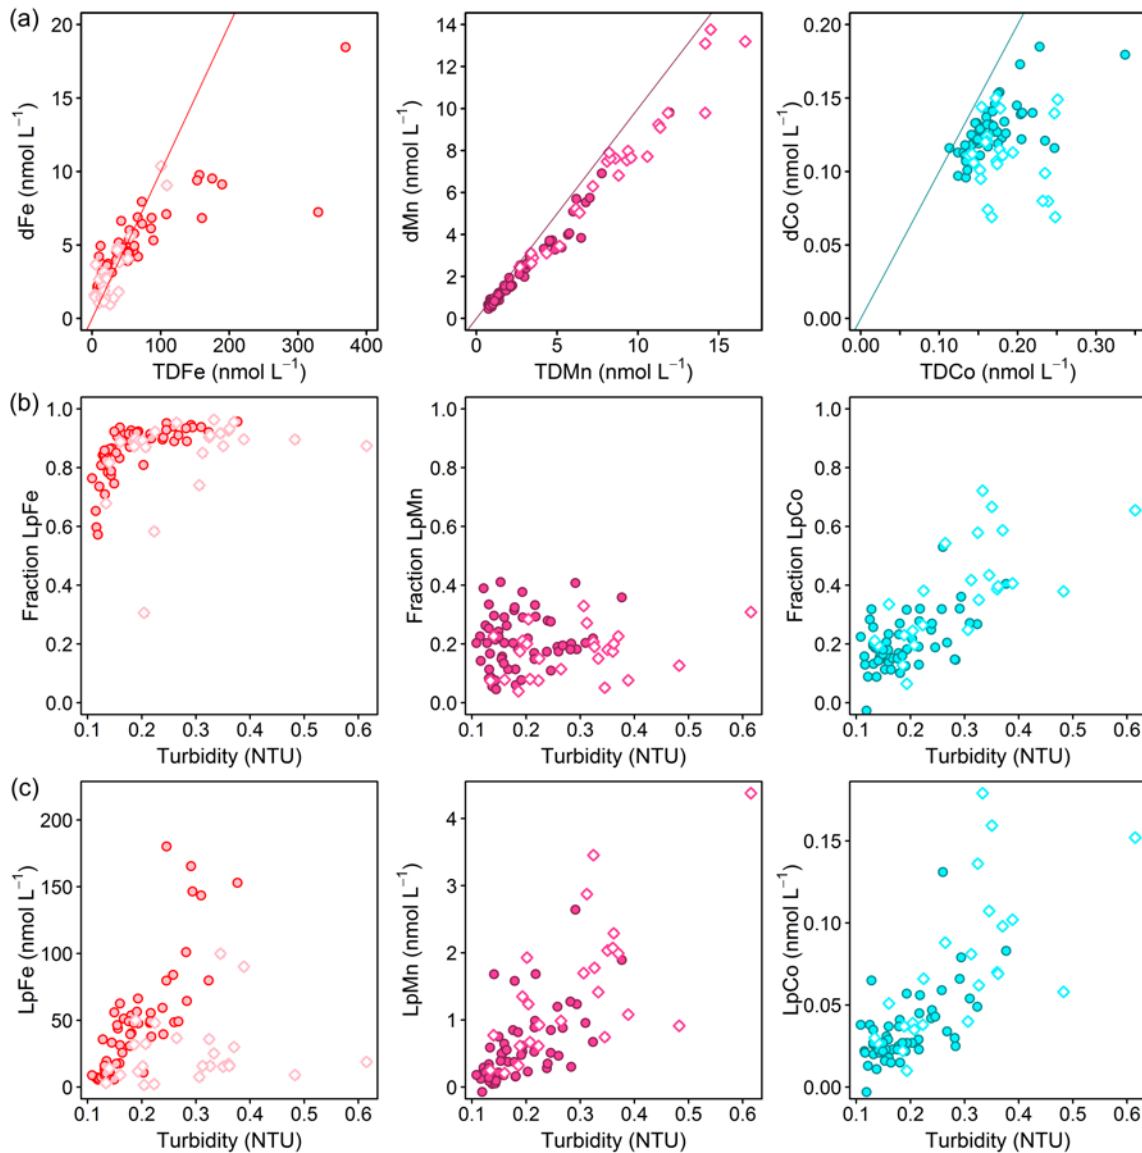 (a)
20
15
10
5
0
dFe (nmol L⁻¹)
0 100 200 300 400
TDFe (nmol L⁻¹)
14
12
10
8
6
4
2
0
dMn (nmol L⁻¹)
0 5 10 15
TDMn (nmol L⁻¹)
0.20
0.15
0.10
0.05
0.00
dCo (nmol L⁻¹)
0.00 0.10 0.20 0.30
TDCo (nmol L⁻¹)
(b)
1.0
0.8
0.6
0.4
0.2
0.0
Fraction LpFe
0.1 0.2 0.3 0.4 0.5 0.6
Turbidity (NTU)
1.0
0.8
0.6
0.4
0.2
0.0
Fraction LpMn
0.1 0.2 0.3 0.4 0.5 0.6
Turbidity (NTU)
1.0
0.8
0.6
0.4
0.2
0.0
Fraction LpCo
0.1 0.2 0.3 0.4 0.5 0.6
Turbidity (NTU)
(c)
200
150
100
50
0
LpFe (nmol L⁻¹)
0.1 0.2 0.3 0.4 0.5 0.6
Turbidity (NTU)
4
3
2
1
0
LpMn (nmol L⁻¹)
0.1 0.2 0.3 0.4 0.5 0.6
Turbidity (NTU)
0.15
0.10
0.05
0.00
LpCo (nmol L⁻¹)
0.1 0.2 0.3 0.4 0.5 0.6
Turbidity (NTU)